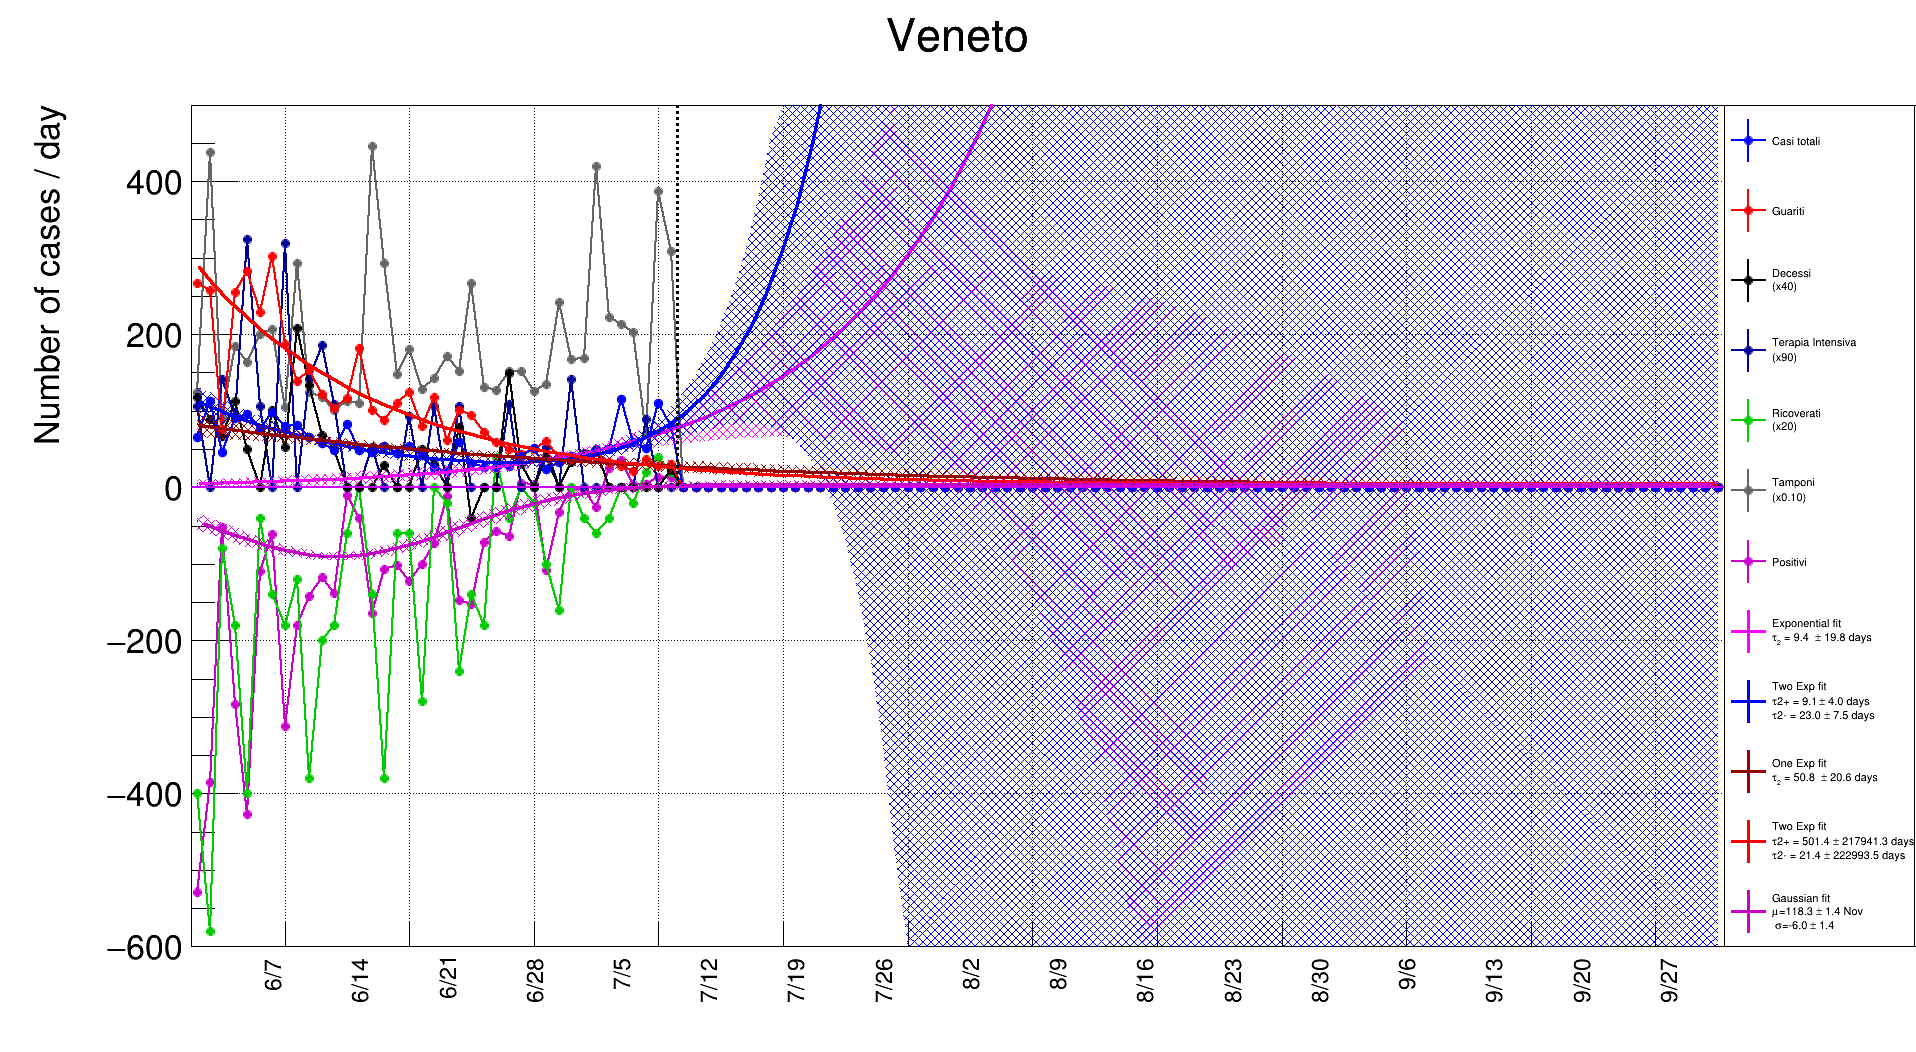 Veneto
Number of cases / day
400
200
0
−200
−400
−600
6/7
6/14
6/21
6/28
7/5
7/12
7/19
7/26
8/2
8/9
8/16
8/23
8/30
9/6
9/13
9/20
9/27
Casi totali
Guariti
Decessi
(x40)
Terapia Intensiva
(x90)
Ricoverati
(x20)
Tamponi
(x0.10)
Positivi
Exponential fit
τ₂ = 9.4 ± 19.8 days
Two Exp fit
τ2+ = 9.1 ± 4.0 days
τ2- = 23.0 ± 7.5 days
One Exp fit
τ₂ = 50.8 ± 20.6 days
Two Exp fit
τ2+ = 501.4 ± 217941.3 days
τ2- = 21.4 ± 222993.5 days
Gaussian fit
μ=118.3 ± 1.4 Nov
σ=-6.0 ± 1.4